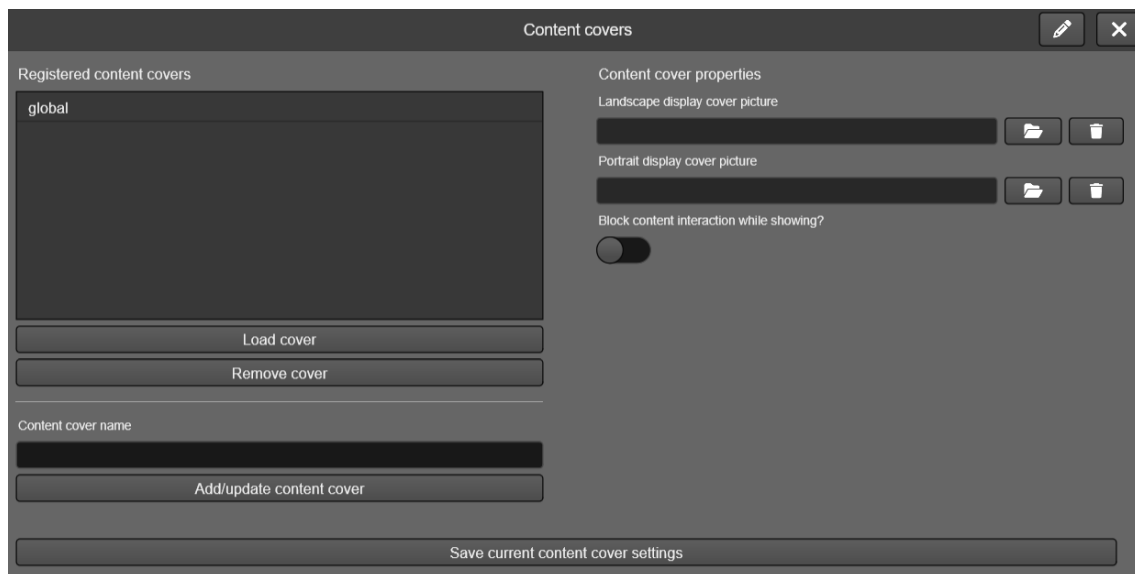 Content covers
Registered content covers
global
Load cover
Remove cover
Content cover name
Add/update content cover
Content cover properties
Landscape display cover picture
Portrait display cover picture
Block content interaction while showing?
Save current content cover settings